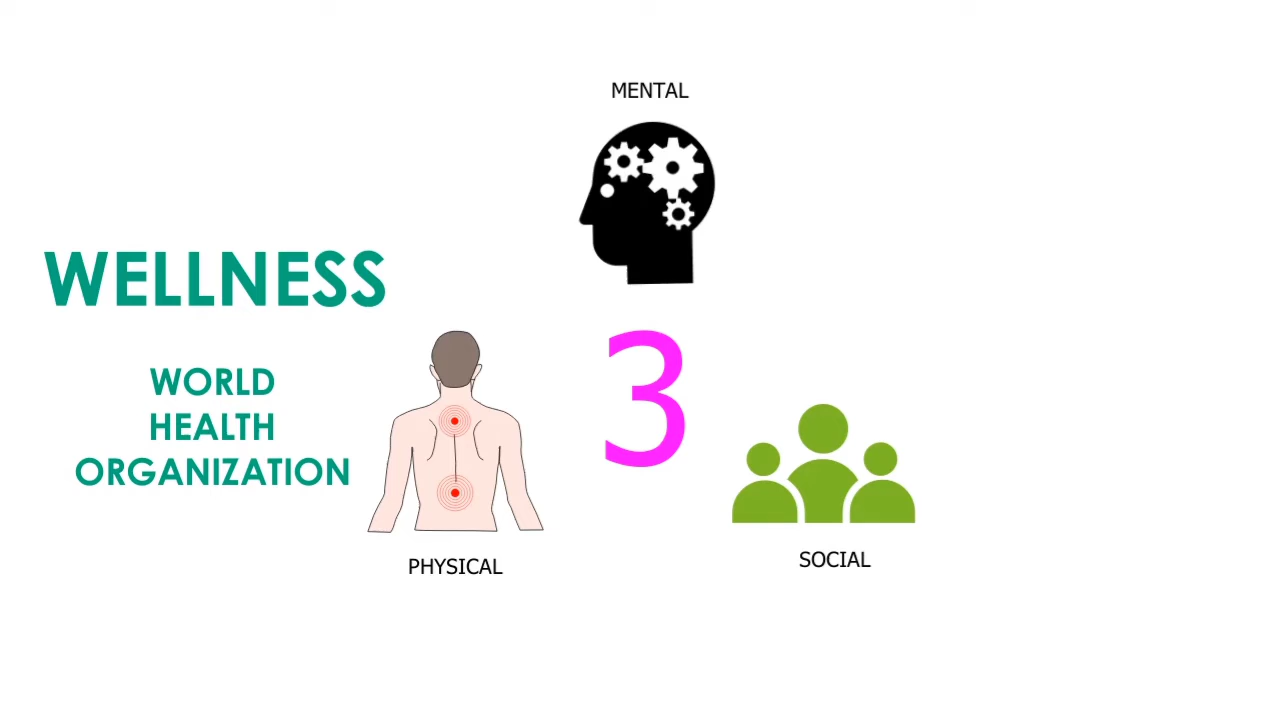 MENTAL
WELLNESS
WORLD
HEALTH
ORGANIZATION
3
PHYSICAL
SOCIAL